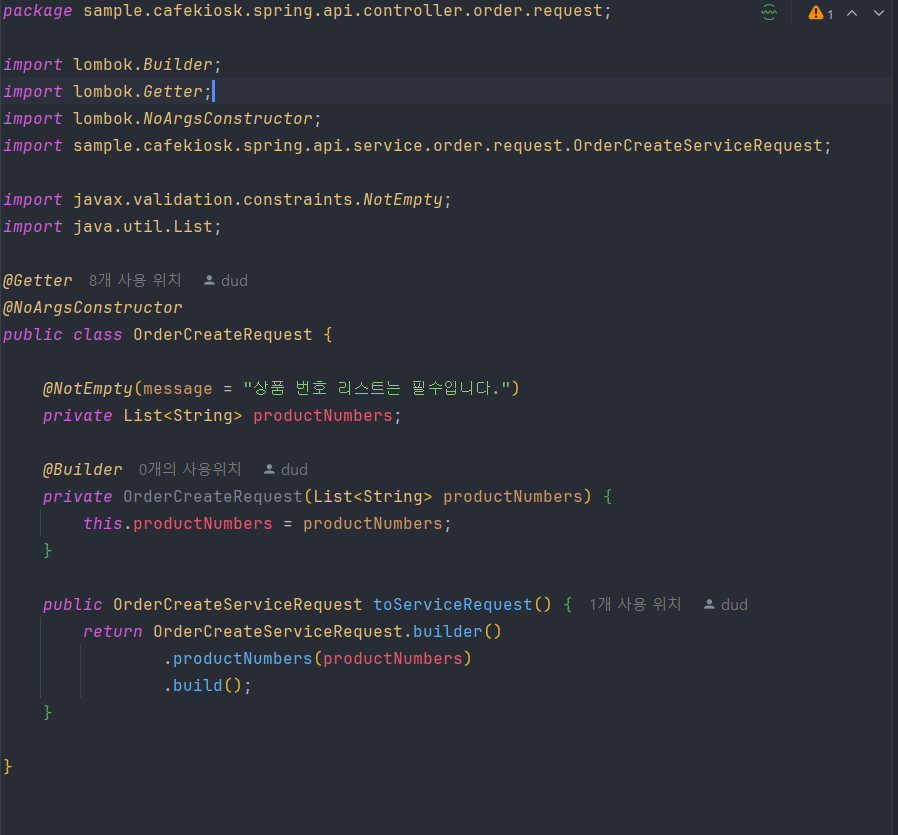 package sample.cafekiosk.spring.api.controller.order.request;
1
import lombok.Builder;
import lombok.Getter;
import lombok.NoArgsConstructor;
import sample.cafekiosk.spring.api.service.order.request.OrderCreateServiceRequest;
import javax.validation.constraints.NotEmpty;
import java.util.List;
@Getter 8개 사용 위치 dud
@NoArgsConstructor
public class OrderCreateRequest {
@NotEmpty(message = "상품 번호 리스트는 필수입니다.")
private List<String> productNumbers;
@Builder 0개의 사용위치 dud
private OrderCreateRequest(List<String> productNumbers) {
this.productNumbers = productNumbers;
}
public OrderCreateServiceRequest toServiceRequest() { 1개 사용 위치 dud
return OrderCreateServiceRequest.builder()
.productNumbers(productNumbers)
.build();
}
}